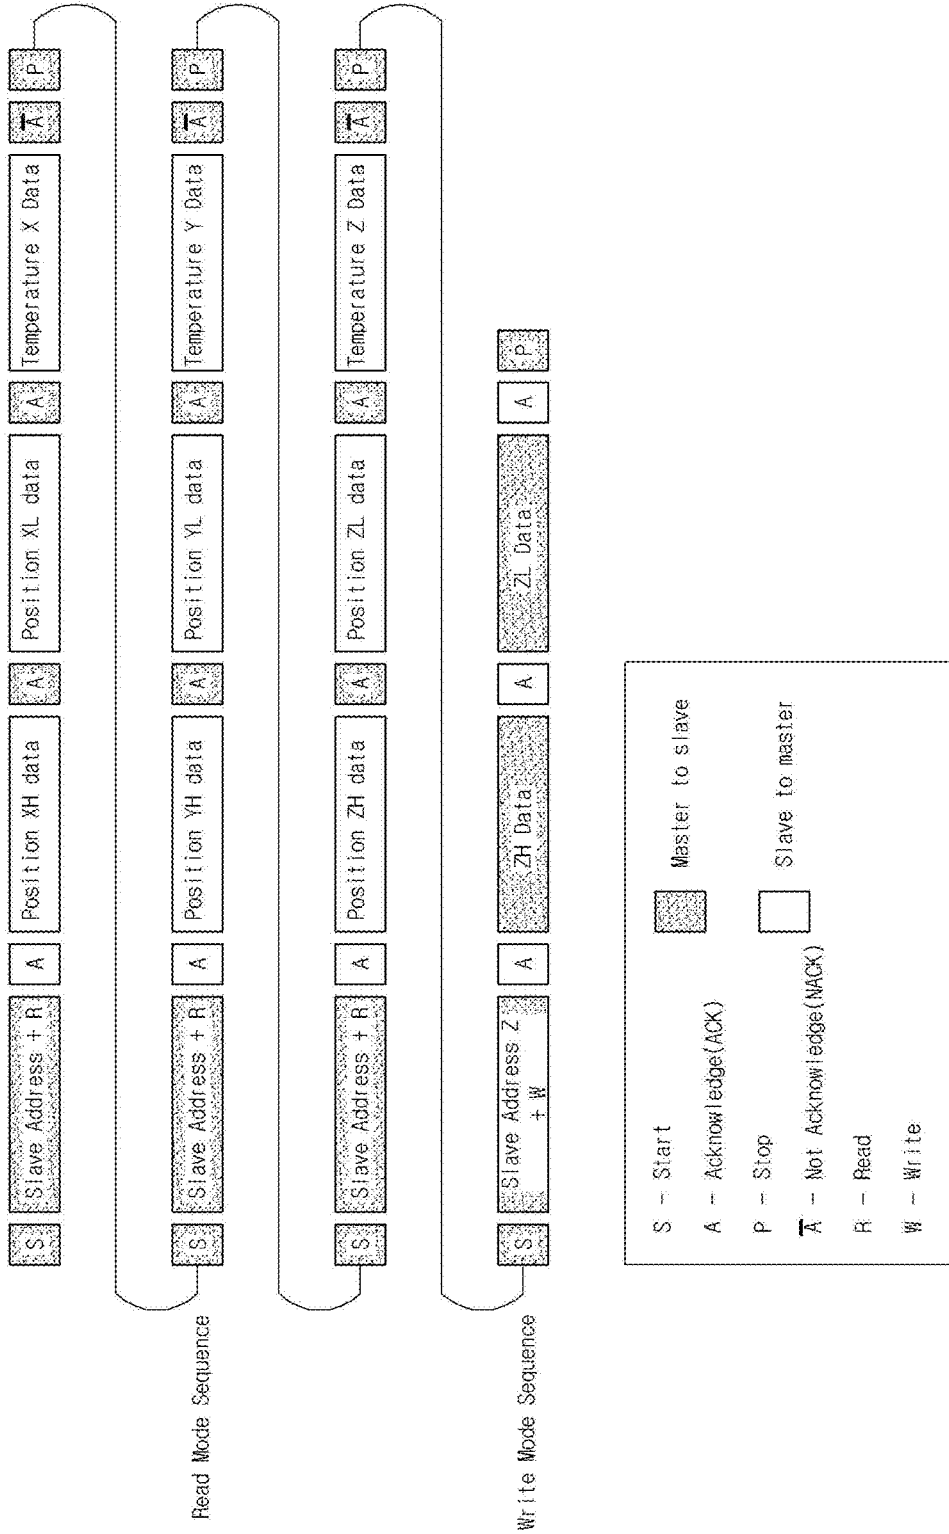 S Slave Address + R A Position XH data A Position XL data A Temperature X Data A̅ P
Read Mode Sequence S Slave Address + R A Position YH data A Position YL data A Temperature Y Data A̅ P
S Slave Address + R A Position ZH data A Position ZL data A Temperature Z Data A̅ P
Write Mode Sequence S Slave Address Z A ZH Data A ZL Data A P
+ W
S - Start
A - Acknowledge(ACK)
P - Stop
A̅ - Not Acknowledge(NACK)
R - Read
W - Write
Master to slave
Slave to master